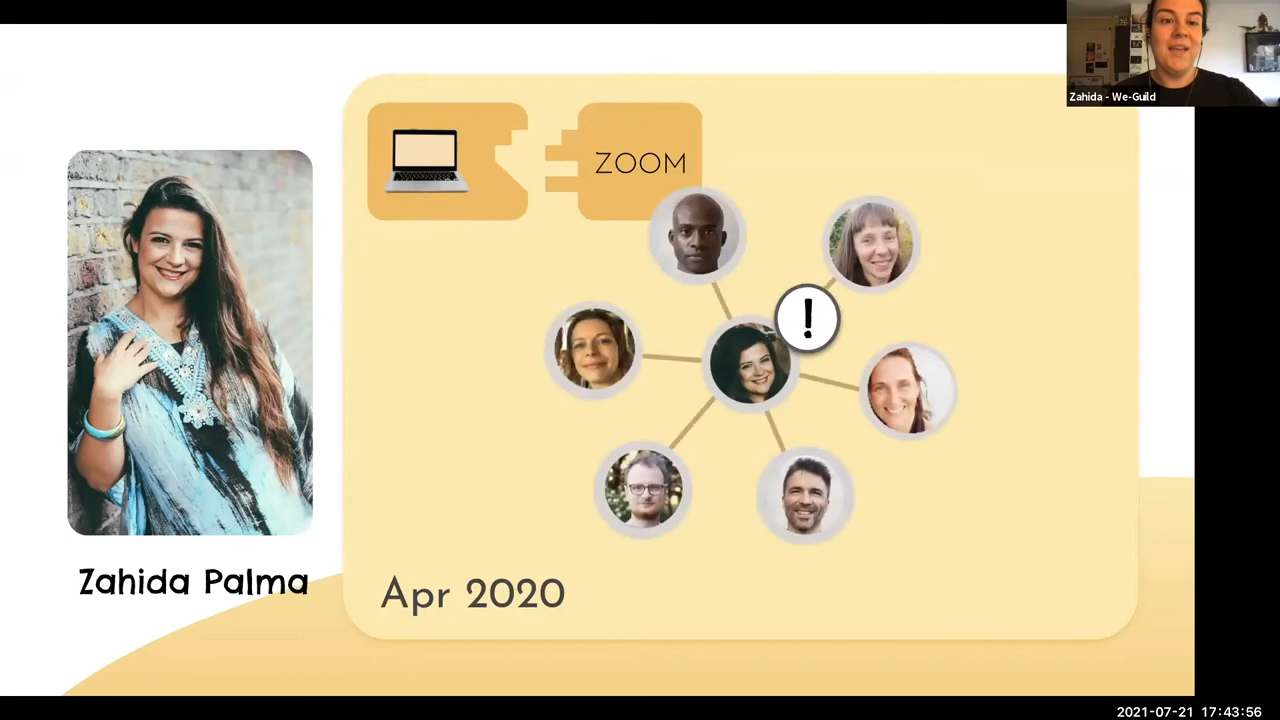 Zahida - We-Guild
ZOOM
!
Zahida Palma
Apr 2020
2021-07-21 17:43:56